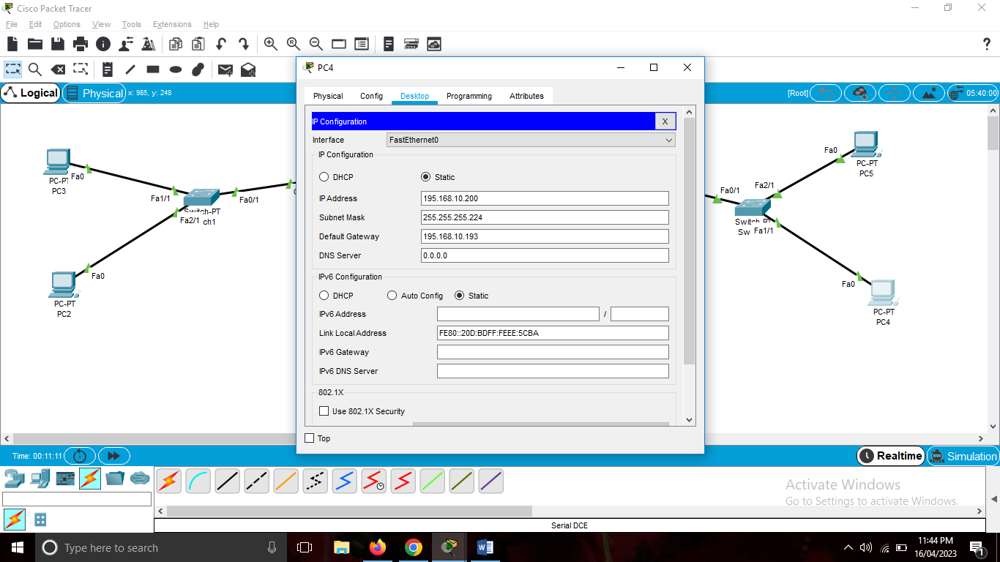 Cisco Packet Tracer
File Edit Options View Tools Extensions Help
?
PC4
Logical Physical x: 985, y: 248
[Root] 05:40:00
Physical Config Desktop Programming Attributes
IP Configuration X
Interface FastEthernet0
IP Configuration
DHCP Static
IP Address 195.168.10.200
Subnet Mask 255.255.255.224
Default Gateway 195.168.10.193
DNS Server 0.0.0.0
IPv6 Configuration
DHCP Auto Config Static
IPv6 Address /
Link Local Address FE80::20D:BDFF:FEEE:5CBA
IPv6 Gateway
IPv6 DNS Server
802.1X
Use 802.1X Security
Top
PC-PT Fa0
PC3
Fa1/1
Fa0/1
Switch-PT
Fa2/1 ch1
Fa0
PC-PT
PC2
Fa0
PC-PT
PC5
Fa2/1
Fa0/1
Switch-PT
Sw Fa1/1
Fa0
PC-PT
PC4
Time: 00:11:11
Realtime Simulation
Activate Windows
Go to Settings to activate Windows.
Serial DCE
Type here to search
11:44 PM
16/04/2023
1